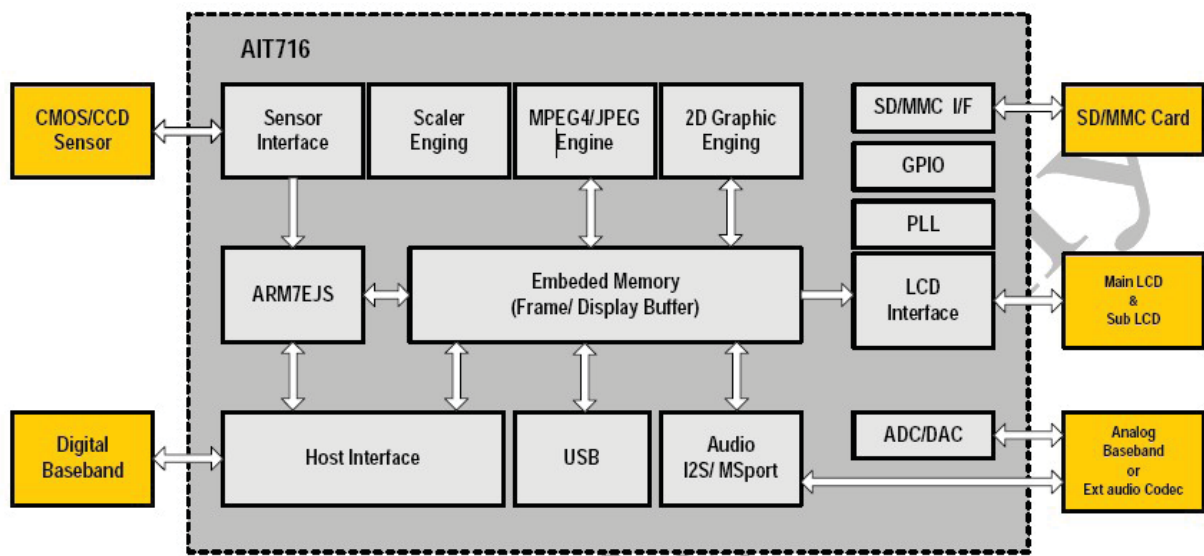 AIT716
CMOS/CCD
Sensor
Sensor
Interface
Scaler
Enging
MPEG4/JPEG
Engine
2D Graphic
Enging
SD/MMC I/F
SD/MMC Card
GPIO
PLL
ARM7EJS
Embeded Memory
(Frame/ Display Buffer)
LCD
Interface
Main LCD
&
Sub LCD
Digital
Baseband
Host Interface
USB
Audio
I2S/ MSport
ADC/DAC
Analog
Baseband
or
Ext audio Codec